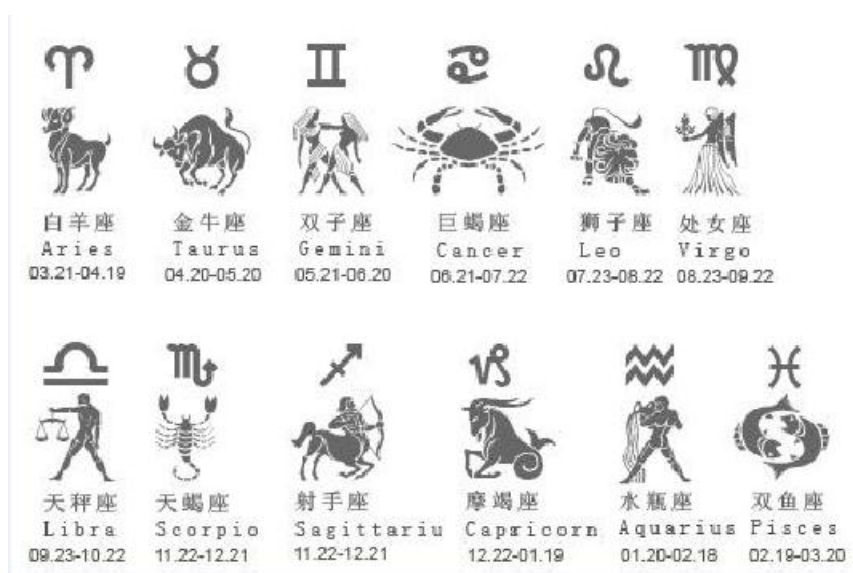 白羊座 金牛座 双子座 巨蝎座 狮子座 处女座
Aries Taurus Gemini Cancer Leo Virgo
03.21-04.19 04.20-05.20 05.21-06.20 06.21-07.22 07.23-08.22 08.23-09.22
天秤座 天蝎座 射手座 摩竭座 水瓶座 双鱼座
Libra Scorpio Sagittariu Capricorn Aquarius Pisces
09.23-10.22 11.22-12.21 11.22-12.21 12.22-01.19 01.20-02.18 02.19-03.20